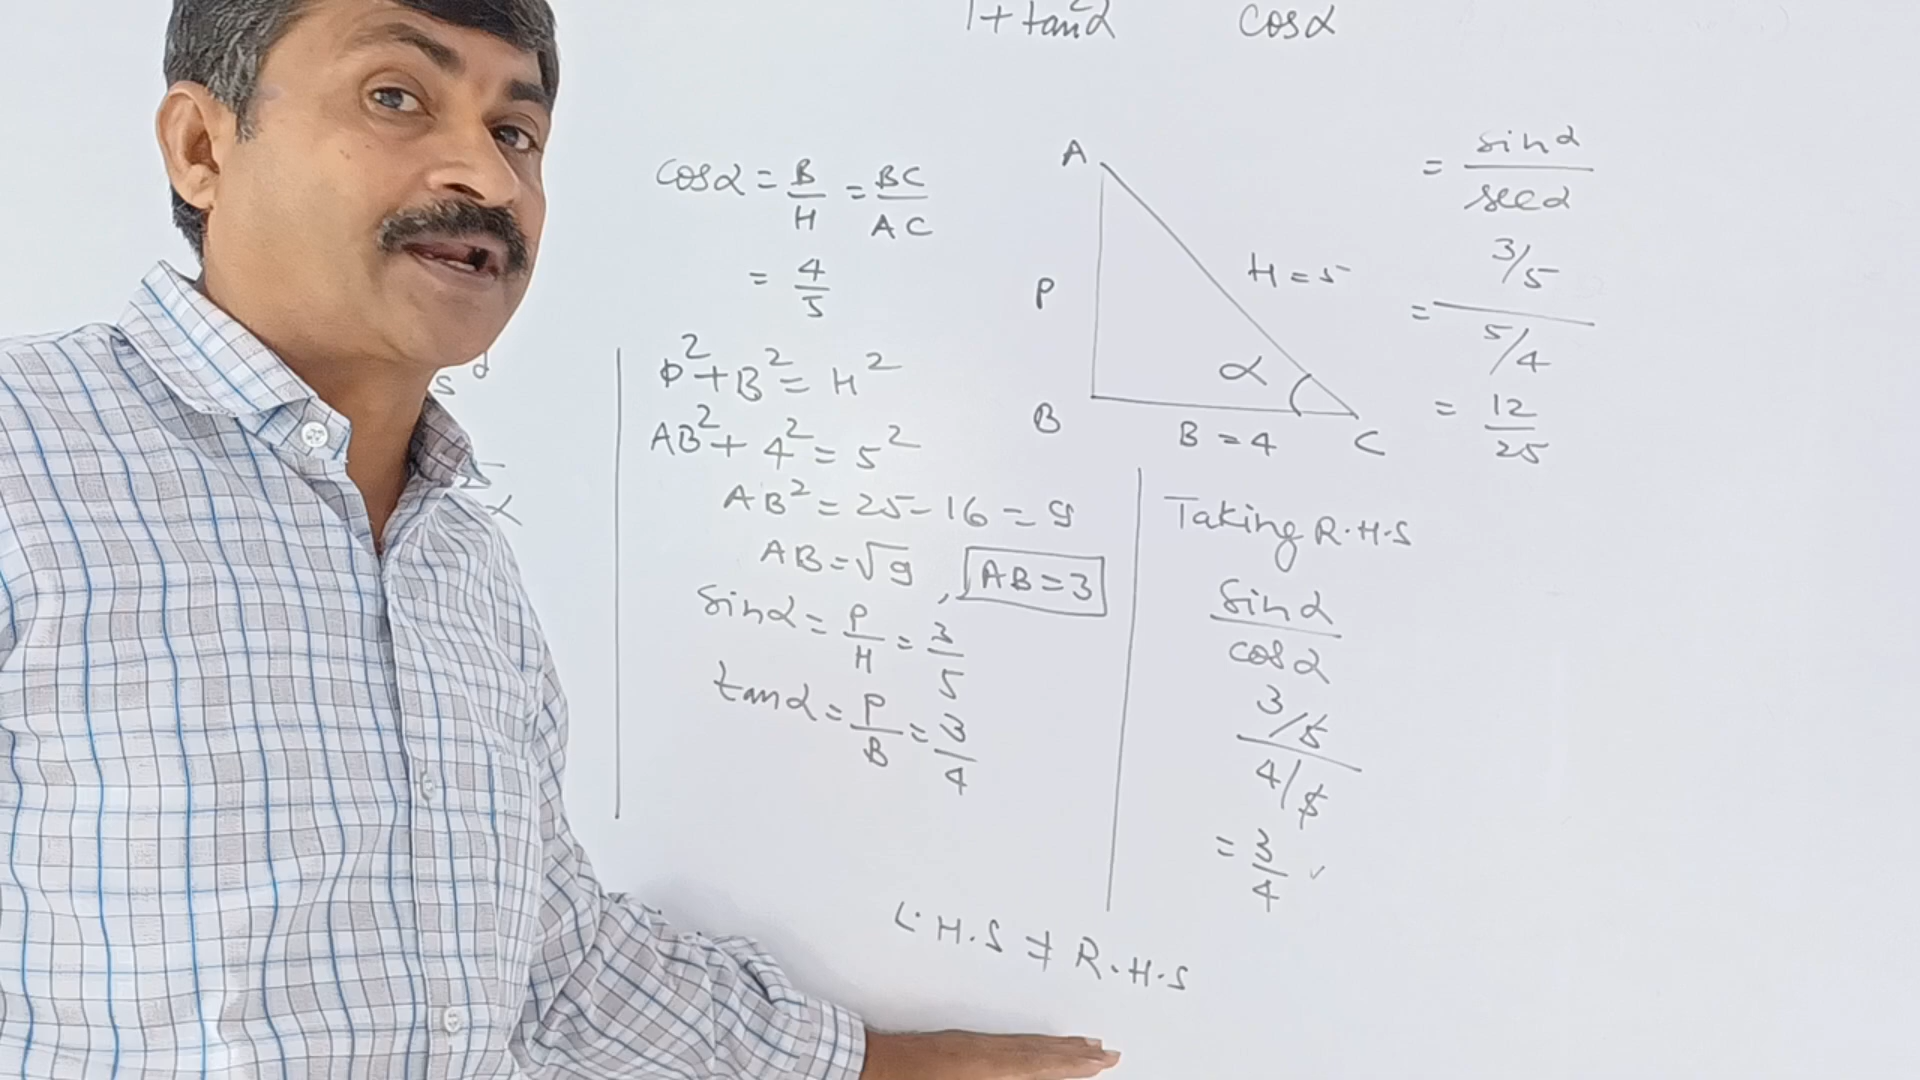 1+tan²α cosα
cosα = B/H = BC/AC
= 4/5
P²+B² = H²
AB²+4² = 5²
AB² = 25-16 = 9
AB = √9, AB=3
sinα = P/H = 3/5
tanα = P/B = 3/4
A
P
H = 5
α
B
B = 4
C
= sinα/secα
= 3/5 / 5/4
= 12/25
Taking R.H.S
Sinα/cosα
3/5 / 4/5
= 3/4 ✓
L.H.S ≠ R.H.S